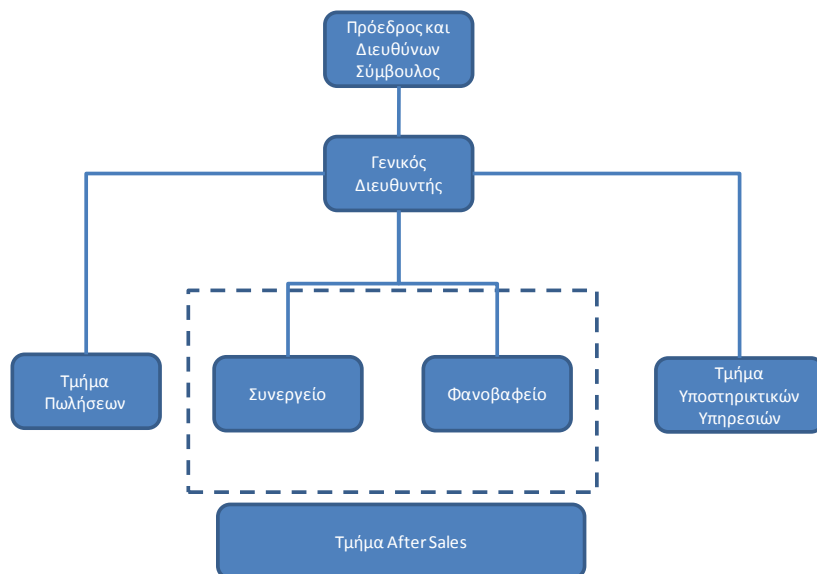 Πρόεδρος και
Διευθύνων
Σύμβουλος
Γενικός
Διευθυντής
Τμήμα
Πωλήσεων
Συνεργείο
Φανοβαφείο
Τμήμα
Υποστηρικτικών
Υπηρεσιών
Τμήμα After Sales